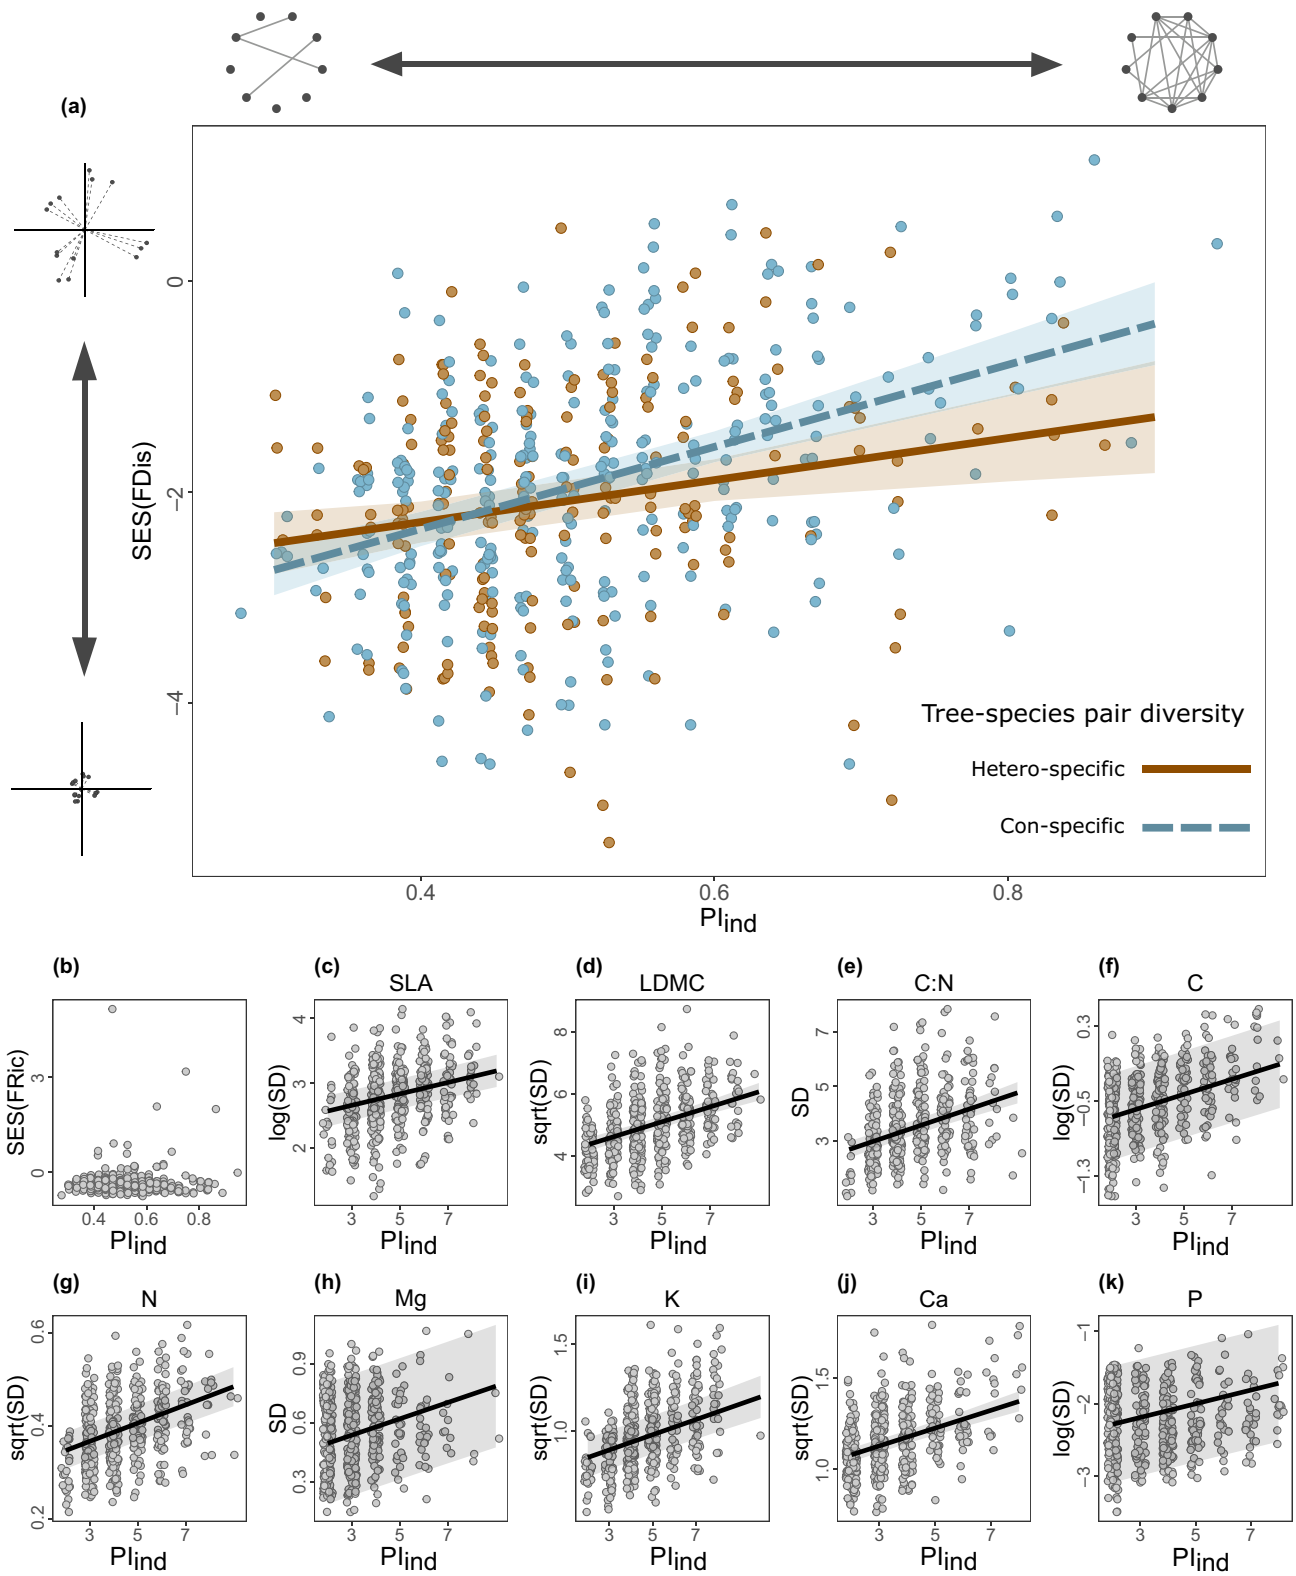 (a)
SES(FDis)
0
−2
−4
Tree-species pair diversity
Hetero-specific
Con-specific
0.4 0.6 0.8
PIind
(b) (c) (d) (e) (f)
SLA LDMC C:N C
SES(FRic)
3
0
0.4 0.6 0.8
PIind
log(SD)
4
3
2
3 5 7
PIind
sqrt(SD)
8
6
4
3 5 7
PIind
SD
7
5
3
3 5 7
PIind
log(SD)
0.3
−0.5
−1.3
3 5 7
PIind
(g) (h) (i) (j) (k)
N Mg K Ca P
sqrt(SD)
0.6
0.4
0.2
3 5 7
PIind
SD
0.9
0.6
0.3
3 5 7
PIind
sqrt(SD)
1.5
1.0
3 5 7
PIind
sqrt(SD)
1.5
1.0
3 5 7
PIind
log(SD)
−1
−2
−3
3 5 7
PIind